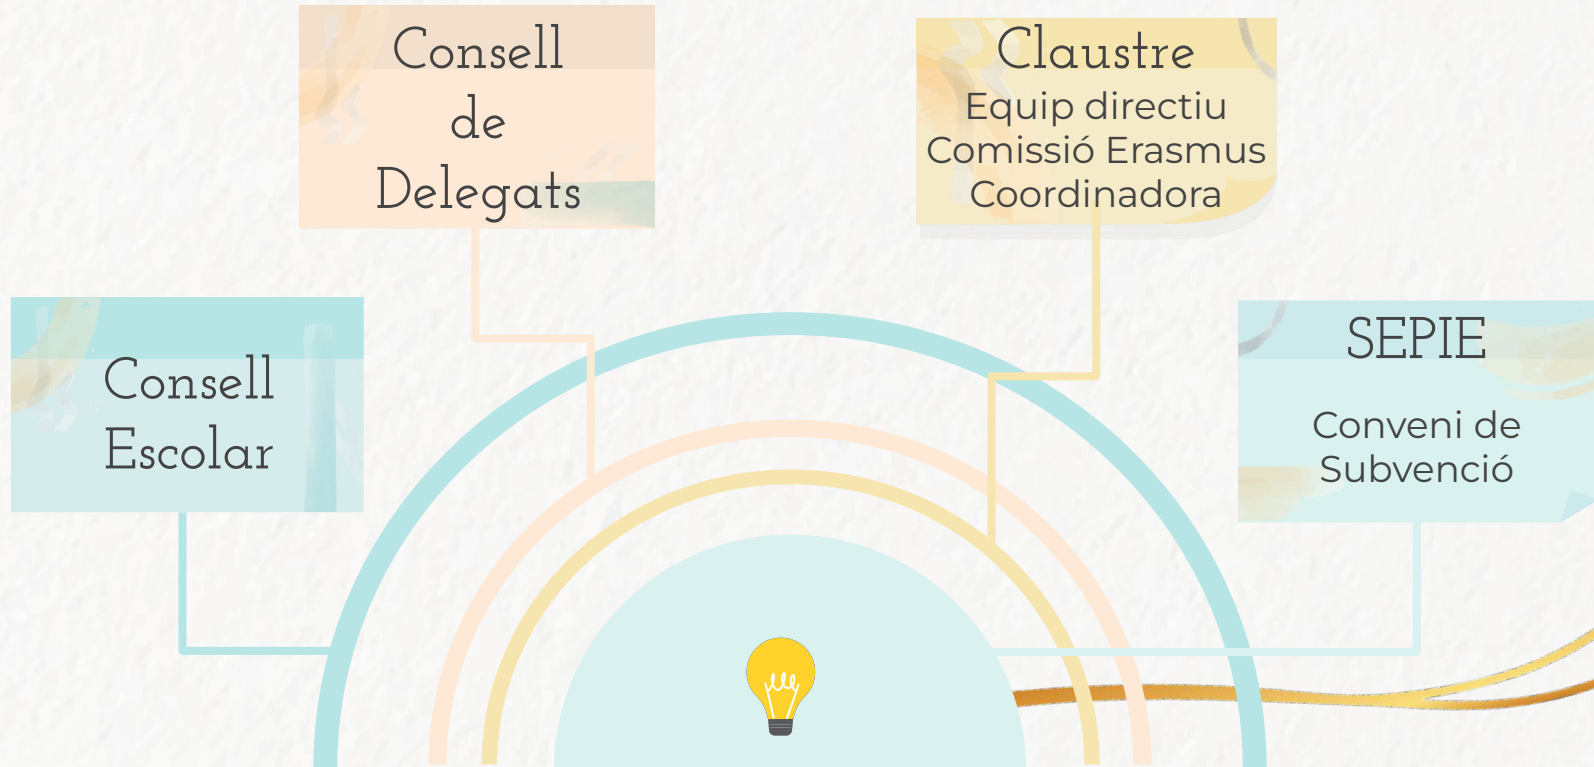 Consell
de
Delegats
Claustre
Equip directiu
Comissió Erasmus
Coordinadora
Consell
Escolar
SEPIE
Conveni de
Subvenció